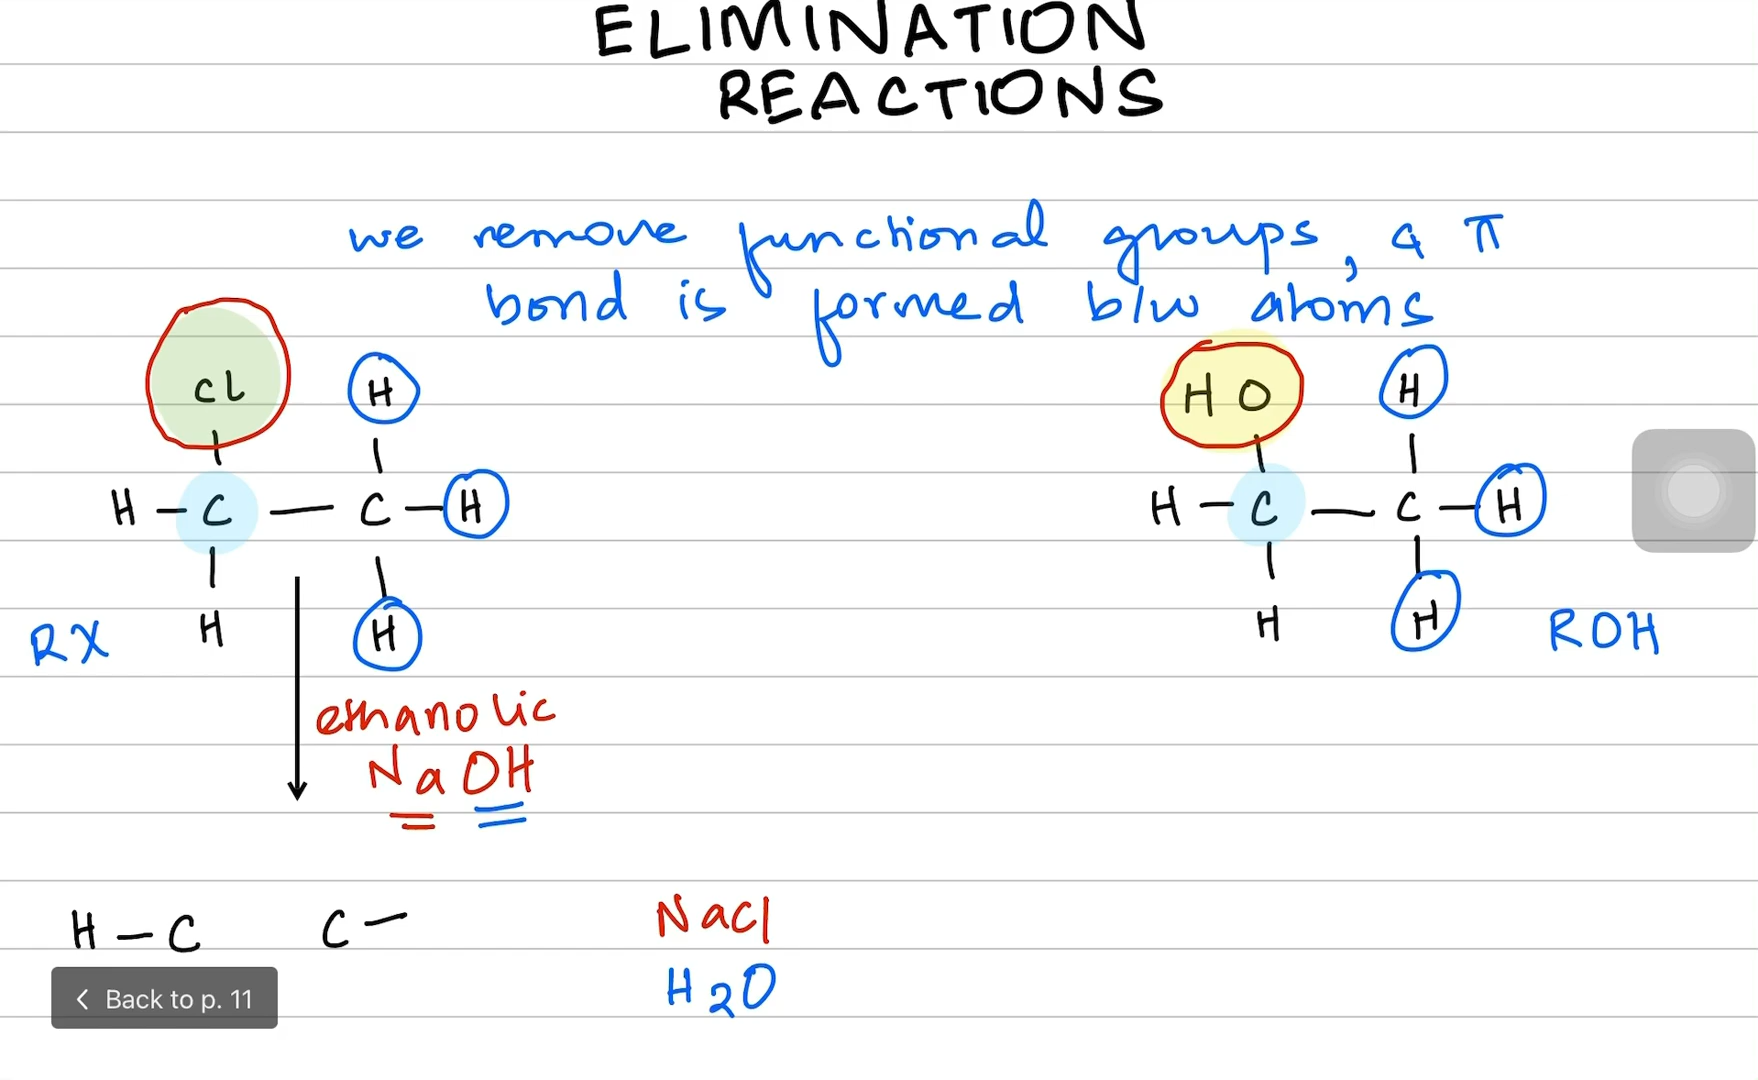 ELIMINATION
REACTIONS
we remove functional groups, a π
bond is formed b/w atoms
Cl H
H - C — C - H
H H
RX
HO H
H - C — C - H
H H
ROH
ethanolic
NaOH
H - C C -
NaCl
H2O
< Back to p. 11